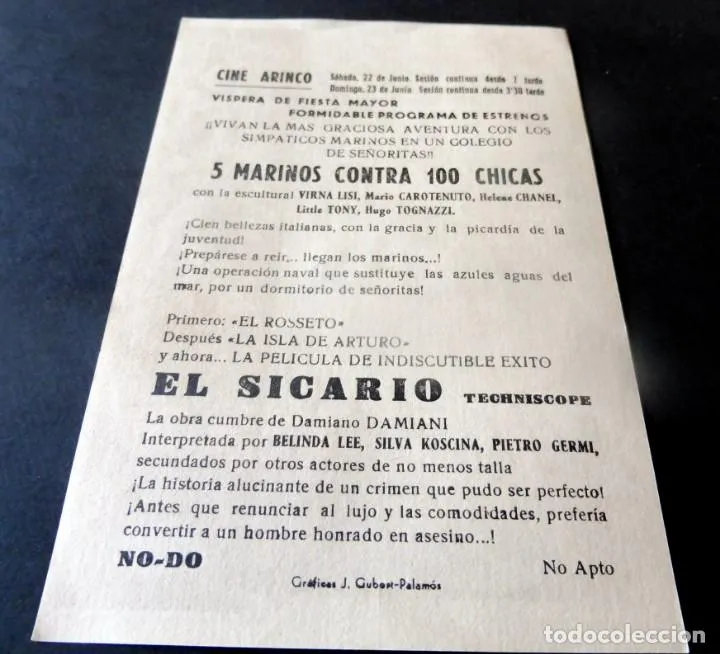 CINE ARINCO
Sábado, 22 de Junio Sesión continua desde 7 tarde
Domingo, 23 de Junio Sesión continua desde 3'30 tarde
VISPERA DE FIESTA MAYOR
FORMIDABLE PROGRAMA DE ESTRENOS
¡¡VIVAN LA MAS GRACIOSA AVENTURA CON LOS
SIMPATICOS MARINOS EN UN COLEGIO
DE SEÑORITAS!!
5 MARINOS CONTRA 100 CHICAS
con la escultural VIRNA LISI, Mario CAROTENUTO, Helene CHANEL,
Little TONY, Hugo TOGNAZZI.
¡Cien bellezas italianas, con la gracia y la picardía de la
juventud!
¡Prepárese a reir... llegan los marinos...!
¡Una operación naval que sustituye las azules aguas del
mar, por un dormitorio de señoritas!
Primero: «EL ROSSETO»
Después «LA ISLA DE ARTURO»
y ahora... LA PELICULA DE INDISCUTIBLE EXITO
EL SICARIO TECHNISCOPE
La obra cumbre de Damiano DAMIANI
Interpretada por BELINDA LEE, SILVA KOSCINA, PIETRO GERMI,
secundados por otros actores de no menos talla
¡La historia alucinante de un crimen que pudo ser perfecto!
¡Antes que renunciar al lujo y las comodidades, prefería
convertir a un hombre honrado en asesino...!
NO-DO
No Apto
Gráficas J. Gubert-Palamós
todocoleccion